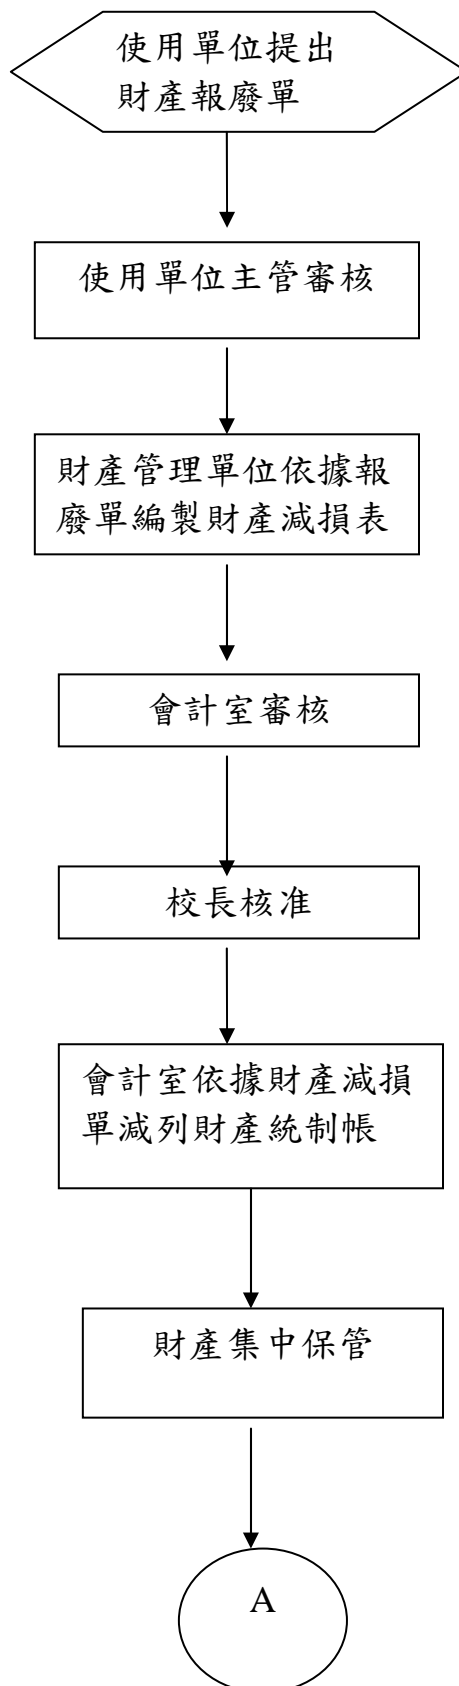 使用單位提出
財產報廢單
使用單位主管審核
財產管理單位依據報
廢單編製財產減損表
會計室審核
校長核准
會計室依據財產減損
單減列財產統制帳
財產集中保管
A